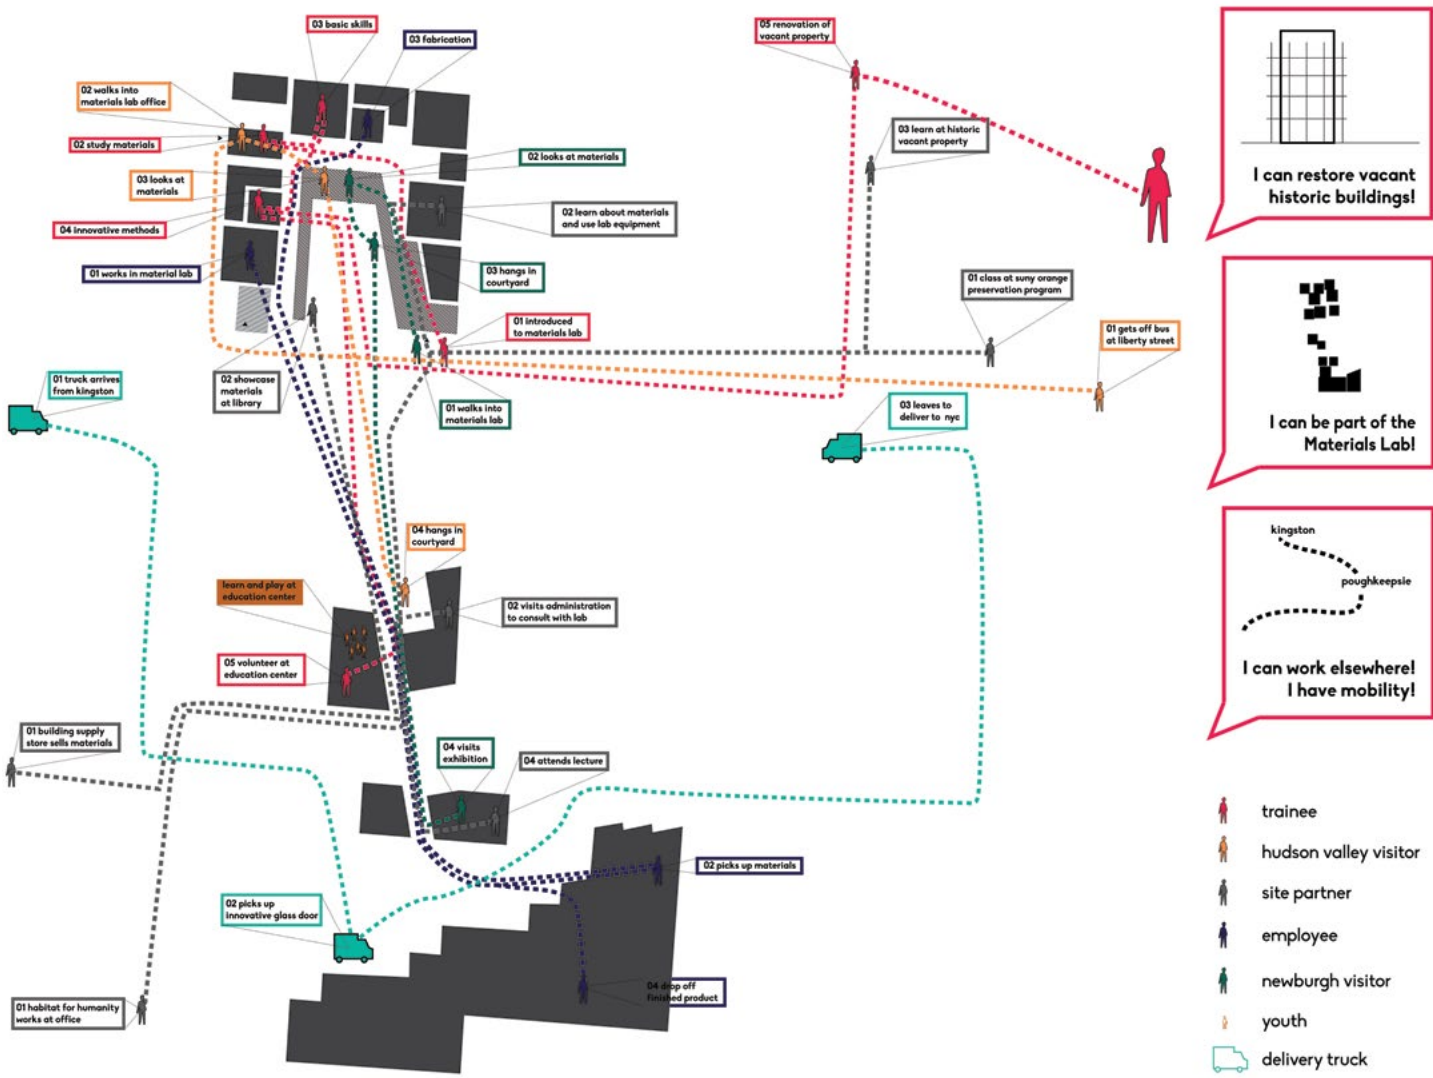 03 basic skills
03 fabrication
05 renovation of
vacant property
02 walks into
materials lab office
02 study materials
03 learn at historic
vacant property
02 looks at materials
03 looks at
materials
I can restore vacant
historic buildings!
02 learn about materials
and use lab equipment
04 innovative methods
01 works in material lab
03 hangs in
courtyard
01 class at suny orange
preservation program
01 introduced
to materials lab
01 gets off bus
at liberty street
01 truck arrives
from kingston
02 showcase
materials
at library
01 walks into
materials lab
03 leaves to
deliver to nyc
I can be part of the
Materials Lab!
04 hangs in
courtyard
kingston
poughkeepsie
learn and play at
education center
02 visits administration
to consult with lab
05 volunteer at
education center
I can work elsewhere!
I have mobility!
01 building supply
store sells materials
04 visits
exhibition
04 attends lecture
02 picks up materials
02 picks up
innovative glass door
04 drop off
finished product
01 habitat for humanity
works at office
trainee
hudson valley visitor
site partner
employee
newburgh visitor
youth
delivery truck